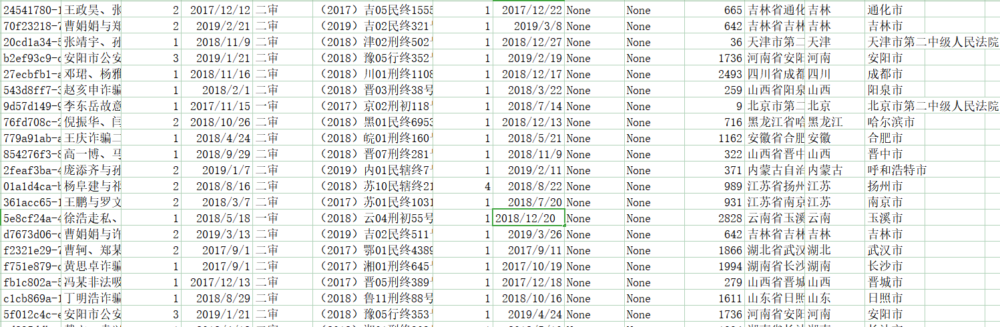 24541780- 王政昊、张 2 2017/12/12 二审 （2017）吉05民终1555 1 2017/12/22 None None 665 吉林省通化 吉林 通化市
70f23218-7 曹娟娟与郑 2 2019/2/21 二审 （2019）吉02民终321 1 2019/3/8 None None 642 吉林省吉林 吉林 吉林市
20cd1a34-5 张靖宇、孙 1 2018/11/9 二审 （2018）津02刑终502 1 2018/12/27 None None 36 天津市第二 天津 天津市第二中级人民法院
b2ef93c9- 安阳市公安 3 2019/1/21 二审 （2018）豫05行终352 1 2019/2/19 None None 1736 河南省安阳 河南 安阳市
27ecbfb1-a 邓珺、杨雅 1 2018/11/16 二审 （2018）川01刑终1108 1 2018/12/17 None None 2493 四川省成都 四川 成都市
543d8ff7-3 赵亥申诈骗 1 2018/2/1 二审 （2018）晋03刑终38号 1 2018/3/22 None None 259 山西省阳泉 山西 阳泉市
9d57d149-9 李东岳故意 1 2017/11/15 一审 （2017）京02刑初118 1 2018/7/14 None None 9 北京市第二 北京 北京市第二中级人民法院
76fd708c-2 倪振华、闫 2 2018/10/26 二审 （2018）黑01民终6953 1 2018/12/13 None None 716 黑龙江省哈 黑龙江 哈尔滨市
779a91ab-a 王庆诈骗二 1 2018/4/24 二审 （2018）皖01刑终160 1 2018/5/21 None None 1162 安徽省合肥 安徽 合肥市
854276f3-8 高一博、马 1 2018/9/29 二审 （2018）晋07刑终281 1 2018/11/9 None None 322 山西省晋中 山西 晋中市
2feaf3ba-4 庞添齐与孙 2 2019/1/7 二审 （2019）内01民辖终7 1 2019/2/11 None None 371 内蒙古自治 内蒙古 呼和浩特市
01a1d4ca-b 杨阜建与祁 2 2018/8/16 二审 （2018）苏10民辖终21 4 2018/8/22 None None 989 江苏省扬州 江苏 扬州市
361acc65-1 王鹏与罗文 2 2018/3/7 二审 （2017）苏01民终1031 1 2018/7/20 None None 931 江苏省南京 江苏 南京市
5e8cf24a-4 徐浩走私、 1 2018/5/18 一审 （2018）云04刑初55号 1 2018/12/20 None None 2828 云南省玉溪 云南 玉溪市
d7673d06- 曹娟娟与许 2 2019/3/13 二审 （2019）吉02民终511 1 2019/3/26 None None 642 吉林省吉林 吉林 吉林市
f2321e29-7 曹轲、郑某 2 2017/9/1 二审 （2017）鄂01民终4389 1 2017/9/11 None None 1866 湖北省武汉 湖北 武汉市
f751e879- 黄思卓诈骗 1 2017/9/1 二审 （2017）湘01刑终645 1 2017/10/19 None None 1994 湖南省长沙 湖南 长沙市
fb1c802a-5 冯某非法吸 1 2017/12/13 二审 （2017）晋05刑终389 1 2017/12/18 None None 279 山西省晋城 山西 晋城市
c1cb869a-1 丁明浩诈骗 1 2018/8/29 二审 （2018）鲁11刑终88号 1 2018/10/16 None None 1611 山东省日照 山东 日照市
5f012c4c-e 安阳市公安 3 2019/1/21 二审 （2018）豫05行终353 1 2019/4/24 None None 1736 河南省安阳 河南 安阳市